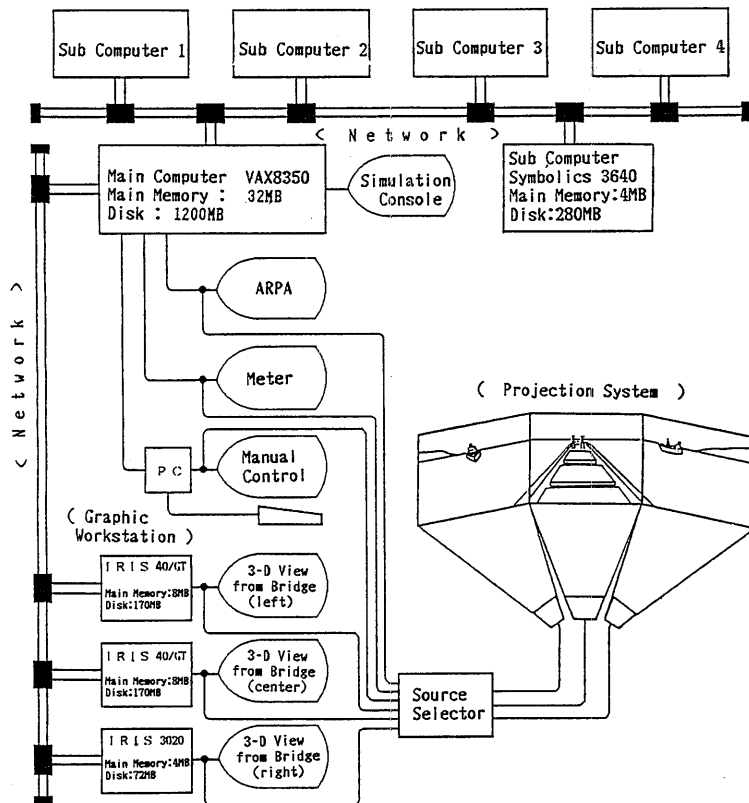 Sub Computer 1
Sub Computer 2
Sub Computer 3
Sub Computer 4
< Network >
Main Computer VAX8350
Main Memory : 32MB
Disk : 1200MB
Simulation
Console
Sub Computer
Symbolics 3640
Main Memory:4MB
Disk:280MB
< Network >
ARPA
Meter
( Projection System )
PC
Manual
Control
( Graphic
Workstation )
IRIS 40/GT
Main Memory:8MB
Disk:170MB
3-D View
from Bridge
(left)
IRIS 40/GT
Main Memory:8MB
Disk:170MB
3-D View
from Bridge
(center)
Source
Selector
IRIS 3020
Main Memory:4MB
Disk:72MB
3-D View
from Bridge
(right)